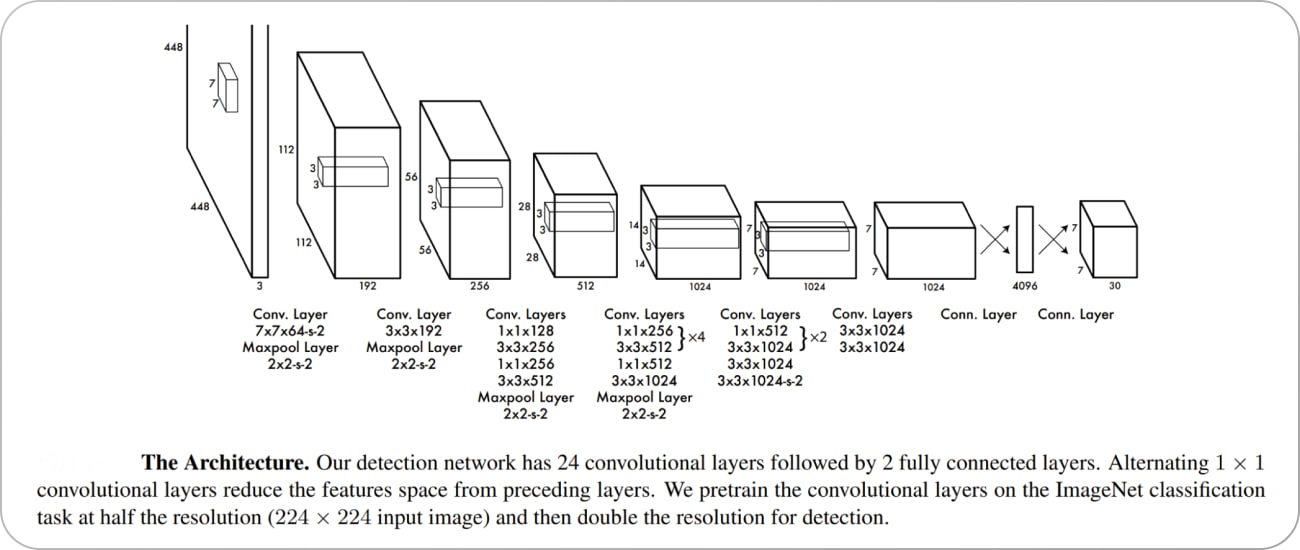 448
7
7
448
3
112
3
3
112
192
56
3
3
56
256
28
3
3
28
512
14
3
3
14
1024
7
3
3
7
1024
7
7
1024
4096
7
7
30
Conv. Layer
7x7x64-s-2
Maxpool Layer
2x2-s-2
Conv. Layer
3x3x192
Maxpool Layer
2x2-s-2
Conv. Layers
1x1x128
3x3x256
1x1x256
3x3x512
Maxpool Layer
2x2-s-2
Conv. Layers
1x1x256
3x3x512 } ×4
1x1x512
3x3x1024
Maxpool Layer
2x2-s-2
Conv. Layers
1x1x512
3x3x1024 } ×2
3x3x1024
3x3x1024-s-2
Conv. Layers
3x3x1024
3x3x1024
Conn. Layer
Conn. Layer
The Architecture. Our detection network has 24 convolutional layers followed by 2 fully connected layers. Alternating 1 × 1
convolutional layers reduce the features space from preceding layers. We pretrain the convolutional layers on the ImageNet classification
task at half the resolution (224 × 224 input image) and then double the resolution for detection.